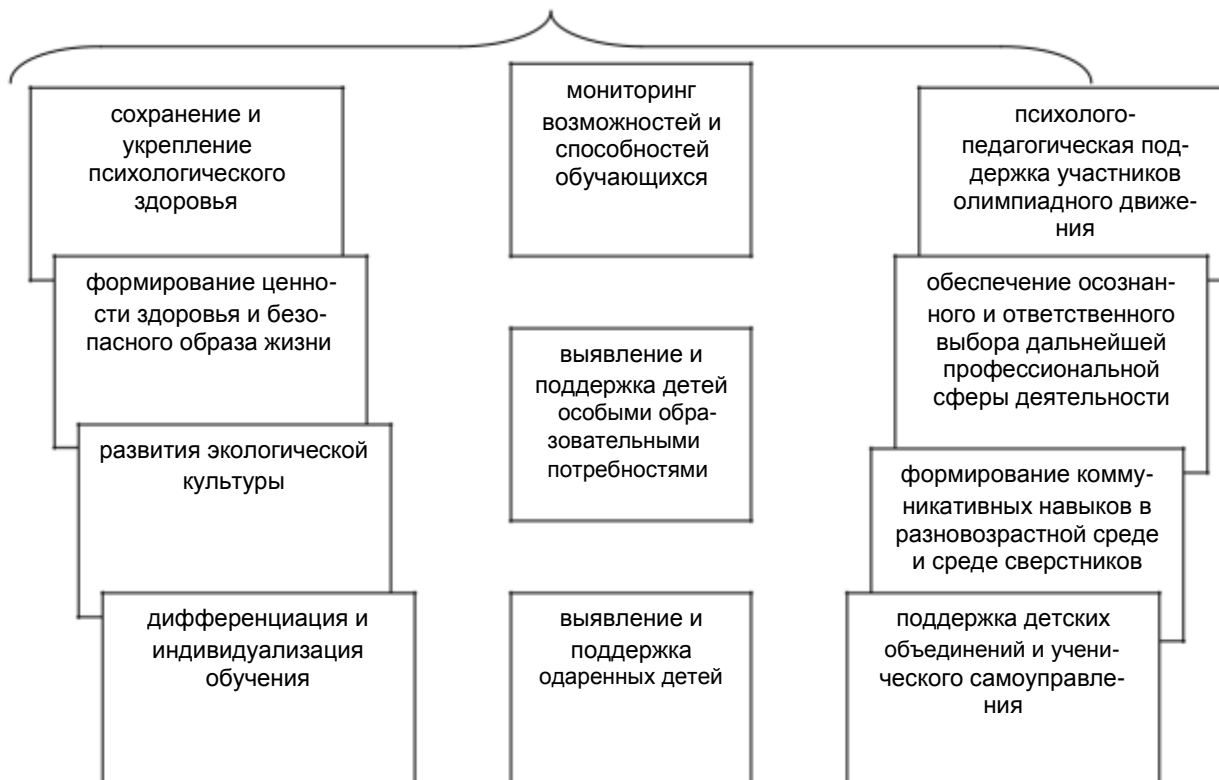 сохранение и
укрепление
психологического
здоровья
формирование ценно-
сти здоровья и безо-
пасного образа жизни
развития экологической
культуры
дифференциация и
индивидуализация
обучения
мониторинг
возможностей и
способностей
обучающихся
выявление и
поддержка детей
особыми обра-
зовательными
потребностями
выявление и
поддержка
одаренных детей
психолого-
педагогическая под-
держка участников
олимпиадного движе-
ния
обеспечение осознан-
ного и ответственного
выбора дальнейшей
профессиональной
сферы деятельности
формирование комму-
никативных навыков в
разновозрастной среде
и среде сверстников
поддержка детских
объединений и учени-
ческого самоуправле-
ния